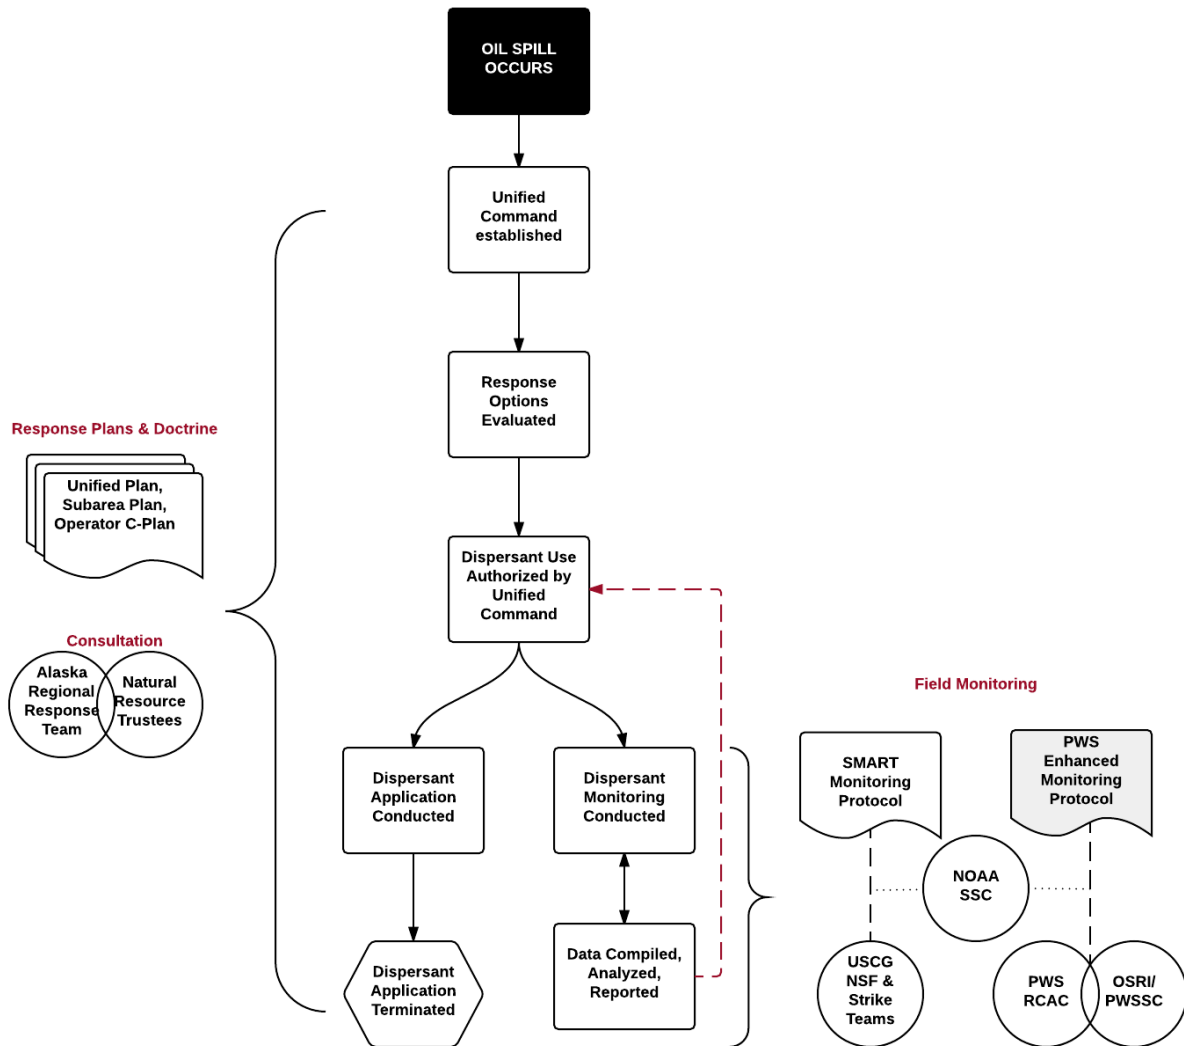 OIL SPILL
OCCURS
Unified
Command
established
Response
Options
Evaluated
Response Plans & Doctrine
Unified Plan,
Subarea Plan,
Operator C-Plan
Dispersant Use
Authorized by
Unified
Command
Consultation
Alaska
Regional
Response
Team
Natural
Resource
Trustees
Field Monitoring
Dispersant
Application
Conducted
Dispersant
Monitoring
Conducted
SMART
Monitoring
Protocol
PWS
Enhanced
Monitoring
Protocol
NOAA
SSC
Dispersant
Application
Terminated
Data Compiled,
Analyzed,
Reported
USCG
NSF &
Strike
Teams
PWS
RCAC
OSRI/
PWSSC